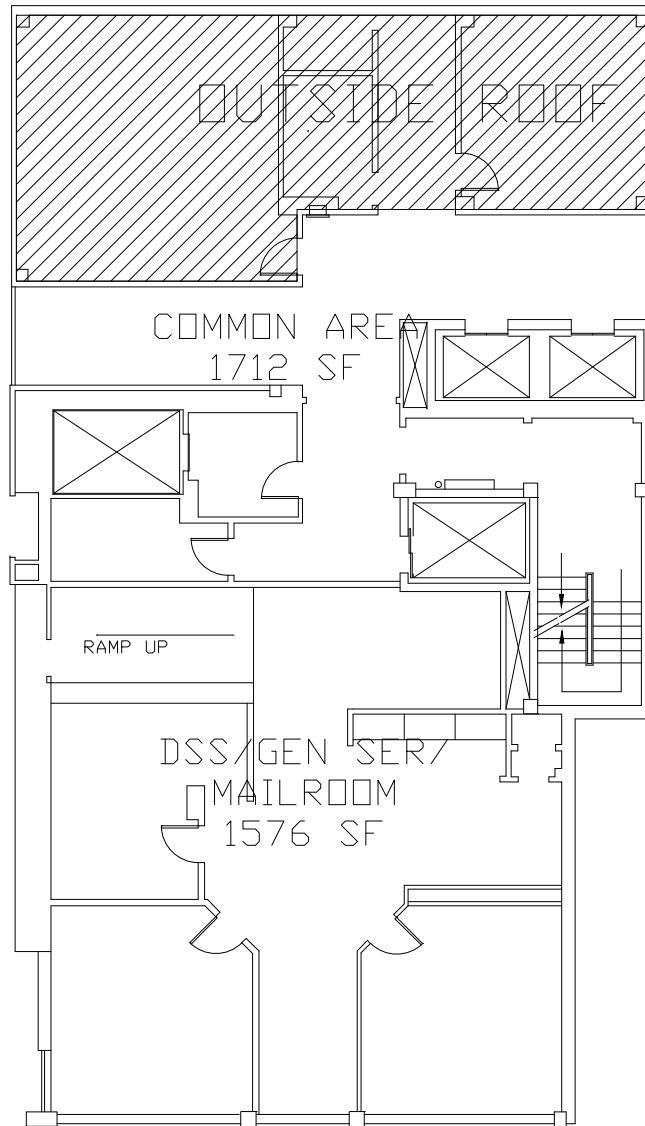 OUTSIDE ROOF
COMMON AREA
1712 SF
RAMP UP
DSS/GEN SER/
MAILROOM
1576 SF